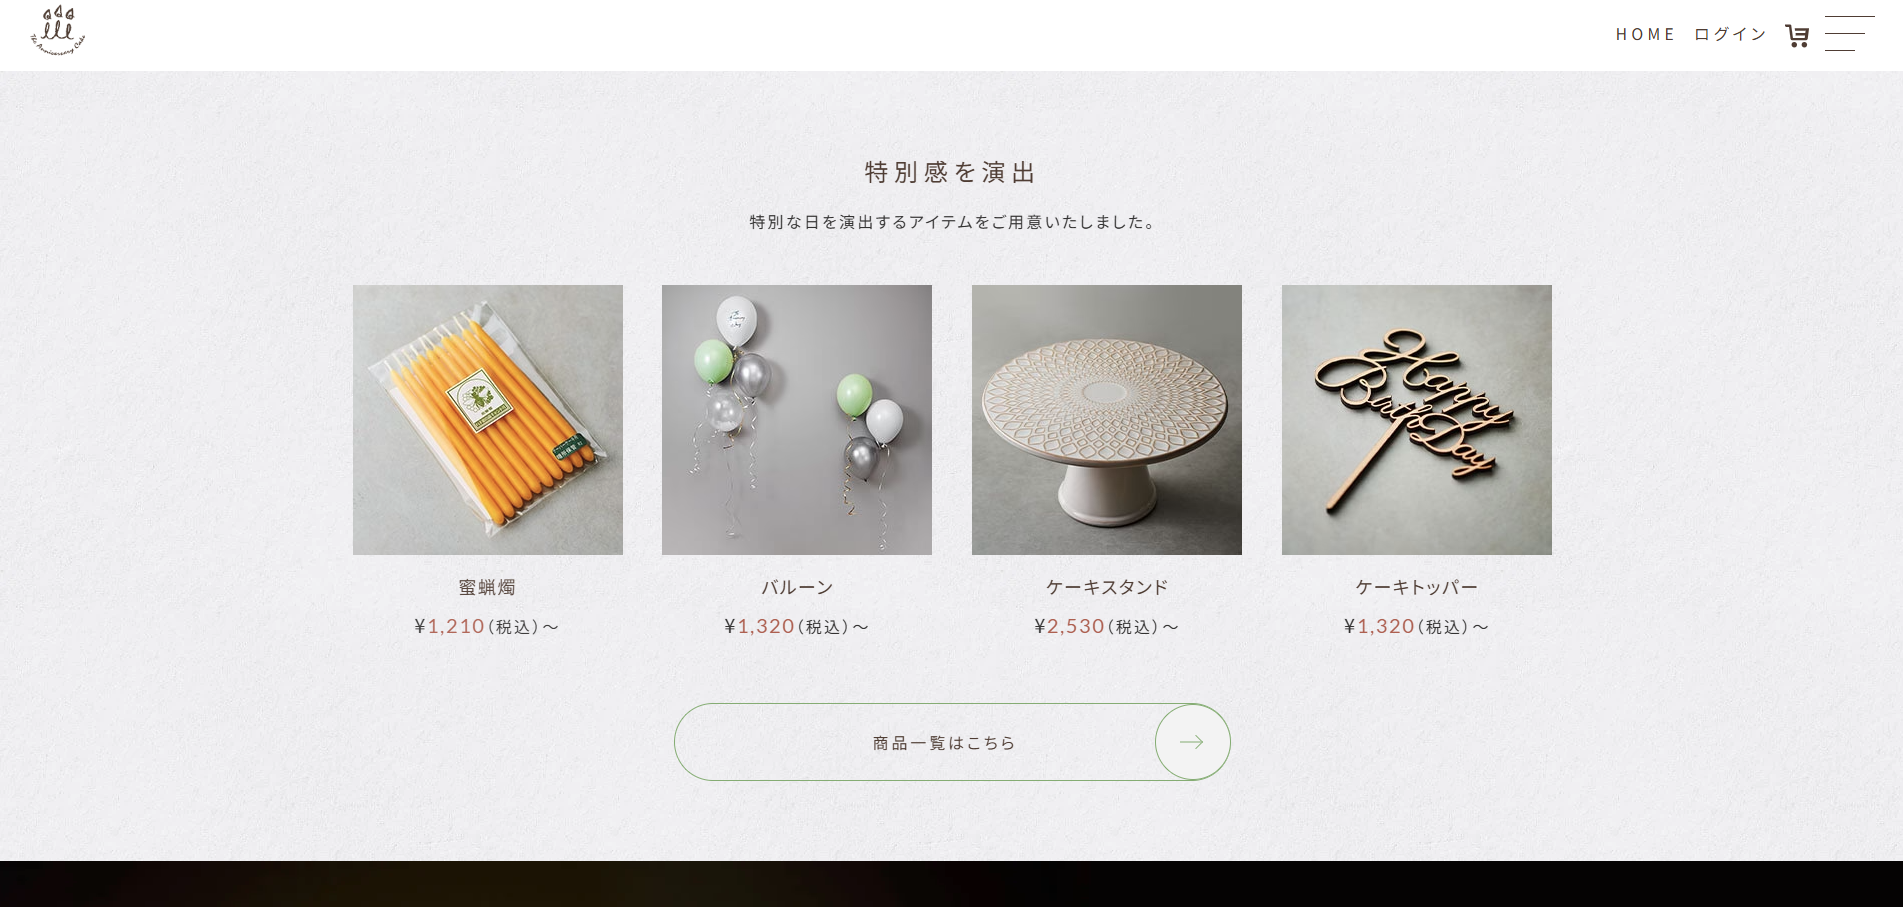 The Anniversary Cake
HOME ログイン
特別感を演出
特別な日を演出するアイテムをご用意いたしました。
Happy
Birth Day
蜜蝋燭
¥1,210(税込)〜
バルーン
¥1,320(税込)〜
ケーキスタンド
¥2,530(税込)〜
ケーキトッパー
¥1,320(税込)〜
商品一覧はこちら